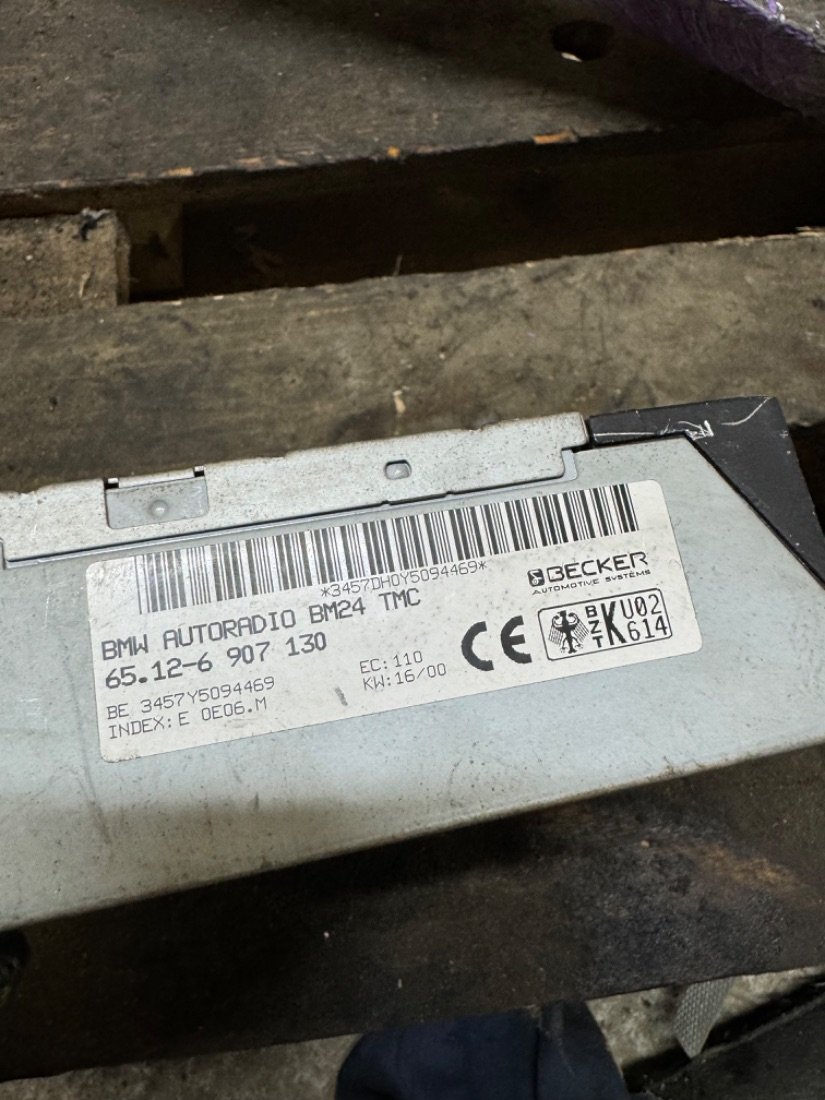 *3457DH0Y5094469*
BECKER
AUTOMOTIVE SYSTEMS
BMW AUTORADIO BM24 TMC
65.12-6 907 130
BE 3457Y5094469
INDEX: E 0E06.M
EC: 110
KW: 16/00
CE
BZT K U02 614